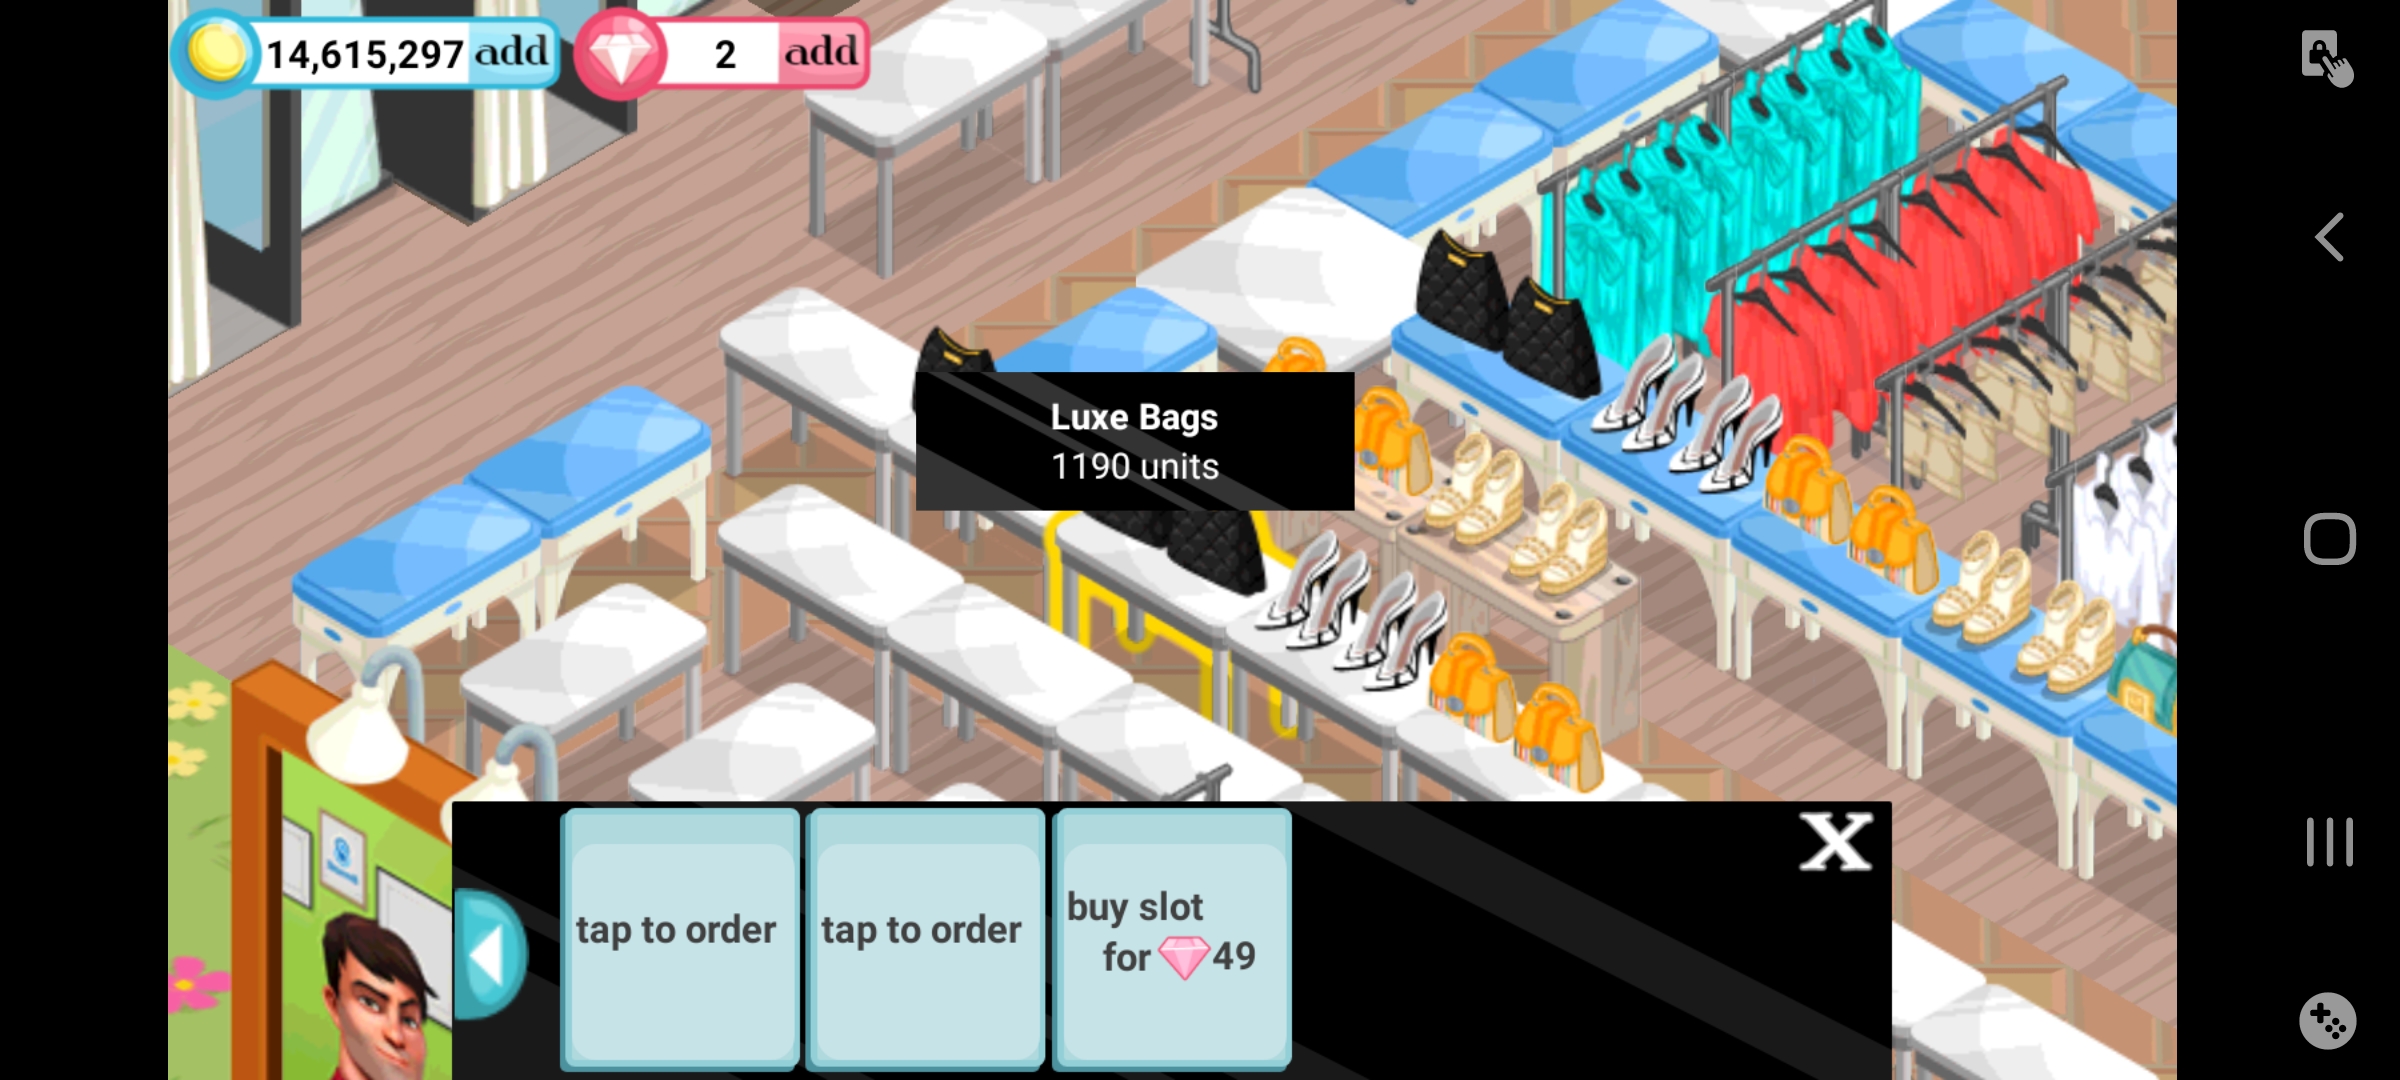 14,615,297 add
2 add
Luxe Bags
1190 units
tap to order
tap to order
buy slot
for 49
X